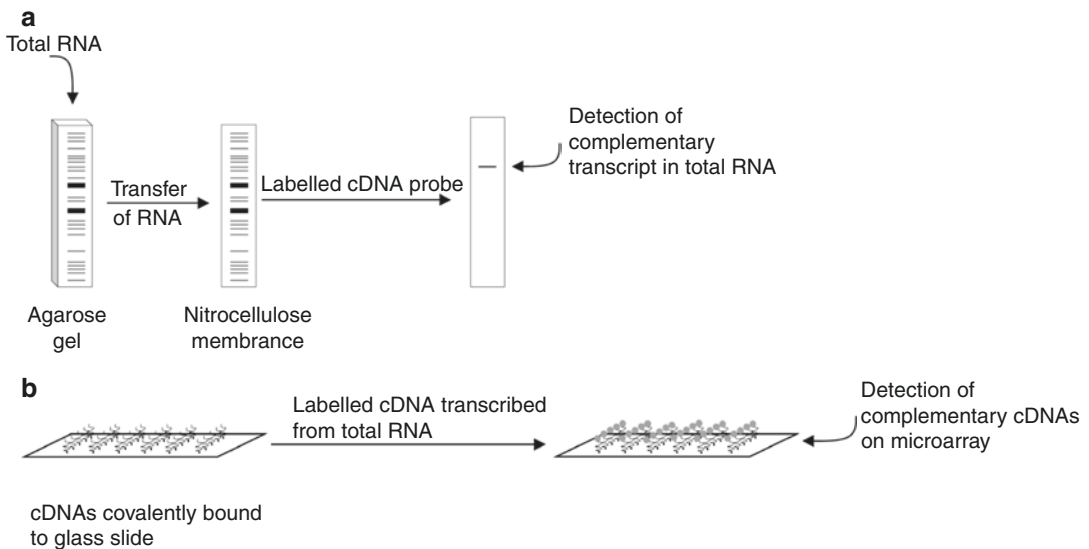 a
Total RNA
Transfer
of RNA
Labelled cDNA probe
Detection of
complementary
transcript in total RNA
Agarose
gel
Nitrocellulose
membrance
b
Labelled cDNA transcribed
from total RNA
Detection of
complementary cDNAs
on microarray
cDNAs covalently bound
to glass slide